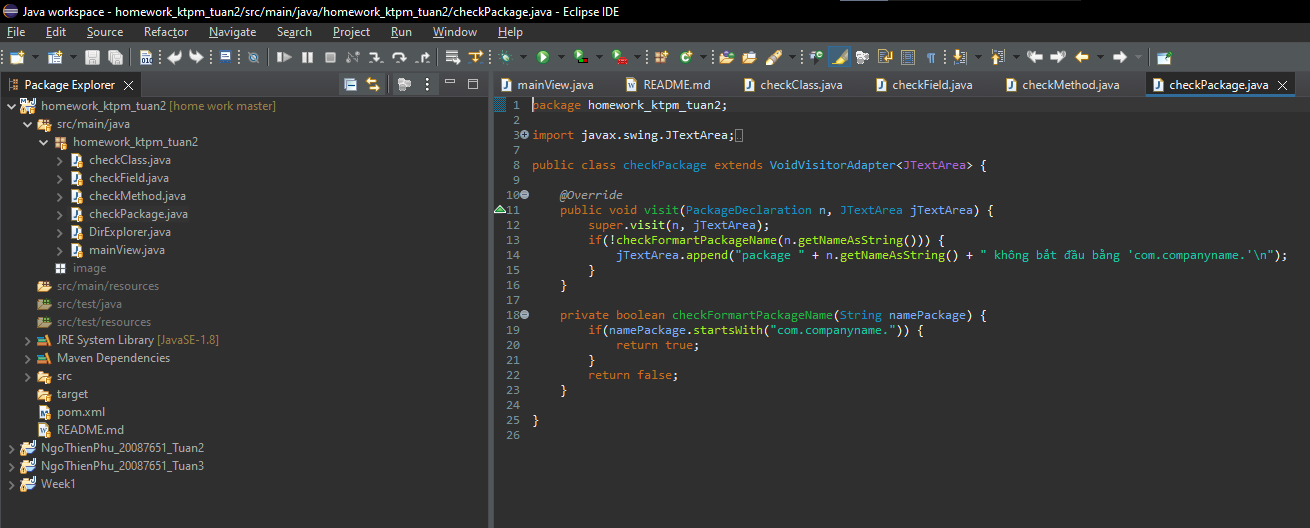 Java workspace - homework_ktpm_tuan2/src/main/java/homework_ktpm_tuan2/checkPackage.java - Eclipse IDE
File Edit Source Refactor Navigate Search Project Run Window Help
Package Explorer
homework_ktpm_tuan2 [home work master]
src/main/java
homework_ktpm_tuan2
checkClass.java
checkField.java
checkMethod.java
checkPackage.java
DirExplorer.java
mainView.java
image
src/main/resources
src/test/java
src/test/resources
JRE System Library [JavaSE-1.8]
Maven Dependencies
src
target
pom.xml
README.md
NgoThienPhu_20087651_Tuan2
NgoThienPhu_20087651_Tuan3
Week1
mainView.java README.md checkClass.java checkField.java checkMethod.java checkPackage.java
1 package homework_ktpm_tuan2;
2
3 import javax.swing.JTextArea;
7
8 public class checkPackage extends VoidVisitorAdapter<JTextArea> {
9
10 @Override
11 public void visit(PackageDeclaration n, JTextArea jTextArea) {
12 super.visit(n, jTextArea);
13 if(!checkFormartPackageName(n.getNameAsString())) {
14 jTextArea.append("package " + n.getNameAsString() + " không bắt đầu bằng 'com.companyname.'\n");
15 }
16 }
17
18 private boolean checkFormartPackageName(String namePackage) {
19 if(namePackage.startsWith("com.companyname.")) {
20 return true;
21 }
22 return false;
23 }
24
25 }
26